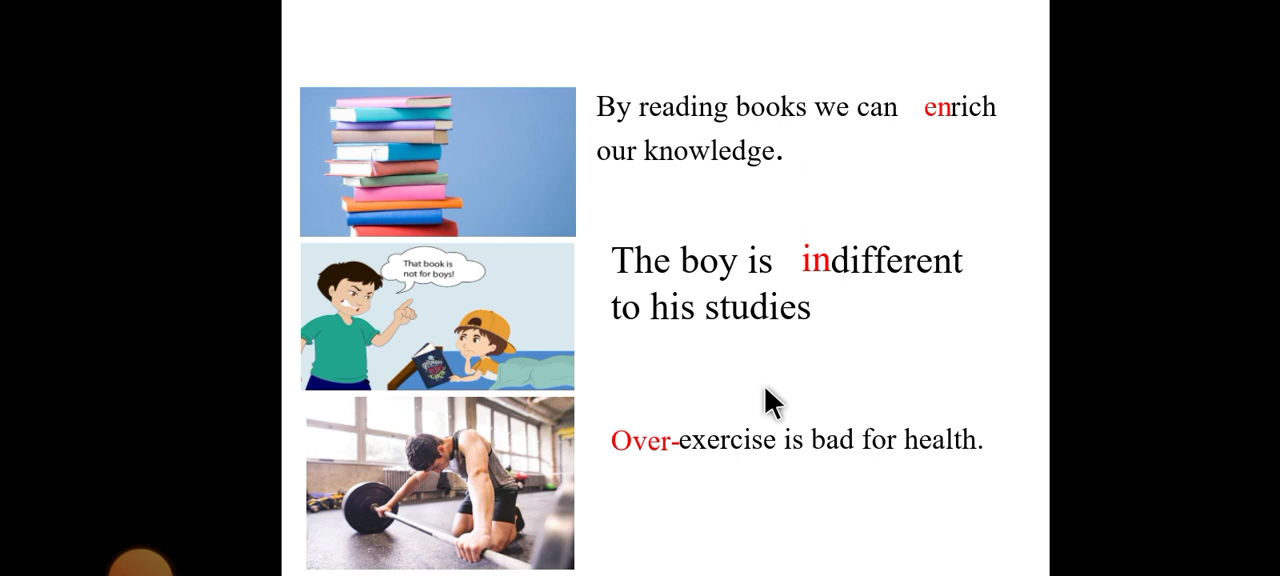 By reading books we can enrich
our knowledge.
That book is
not for boys!
The boy is indifferent
to his studies
Over-exercise is bad for health.